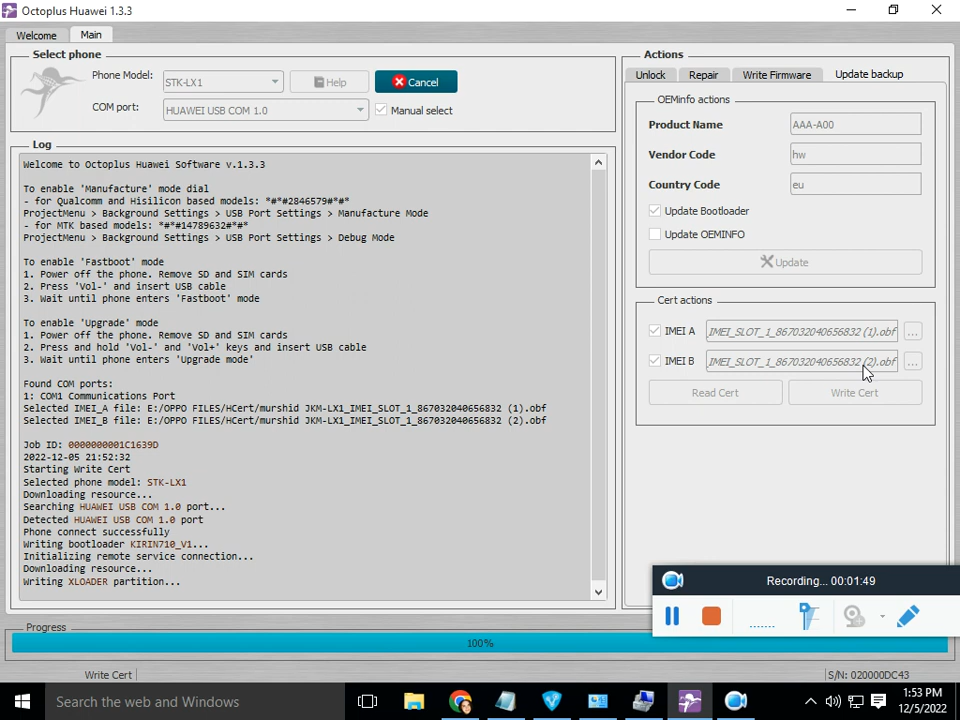 Octoplus Huawei 1.3.3
Welcome
Main
Select phone
Phone Model:
STK-LX1
Help
Cancel
COM port:
HUAWEI USB COM 1.0
Manual select
Log
Welcome to Octoplus Huawei Software v.1.3.3
To enable 'Manufacture' mode dial
- for Qualcomm and Hisilicon based models: *#*#2846579#*#*
ProjectMenu > Background Settings > USB Port Settings > Manufacture Mode
- for MTK based models: *#*#14789632#*#*
ProjectMenu > Background Settings > USB Port Settings > Debug Mode
To enable 'Fastboot' mode
1. Power off the phone. Remove SD and SIM cards
2. Press 'Vol-' and insert USB cable
3. Wait until phone enters 'Fastboot' mode
To enable 'Upgrade' mode
1. Power off the phone. Remove SD and SIM cards
2. Press and hold 'Vol-' and 'Vol+' keys and insert USB cable
3. Wait until phone enters 'Upgrade mode'
Found COM ports:
1: COM1 Communications Port
Selected IMEI_A file: E:/OPPO FILES/HCert/murshid JKM-LX1_IMEI_SLOT_1_867032040656832 (1).obf
Selected IMEI_B file: E:/OPPO FILES/HCert/murshid JKM-LX1_IMEI_SLOT_1_867032040656832 (2).obf
Job ID: 0000000001C1639D
2022-12-05 21:52:32
Starting Write Cert
Selected phone model: STK-LX1
Downloading resource...
Searching HUAWEI USB COM 1.0 port...
Detected HUAWEI USB COM 1.0 port
Phone connect successfully
Writing bootloader KIRIN710_V1...
Initializing remote service connection...
Downloading resource...
Writing XLOADER partition...
Actions
Unlock
Repair
Write Firmware
Update backup
OEMinfo actions
Product Name
AAA-A00
Vendor Code
hw
Country Code
eu
Update Bootloader
Update OEMINFO
Update
Cert actions
IMEI A
IMEI_SLOT_1_867032040656832 (1).obf
...
IMEI B
IMEI_SLOT_1_867032040656832 (2).obf
...
Read Cert
Write Cert
Recording... 00:01:49
Progress
100%
Write Cert
S/N: 020000DC43
Search the web and Windows
1:53 PM
12/5/2022